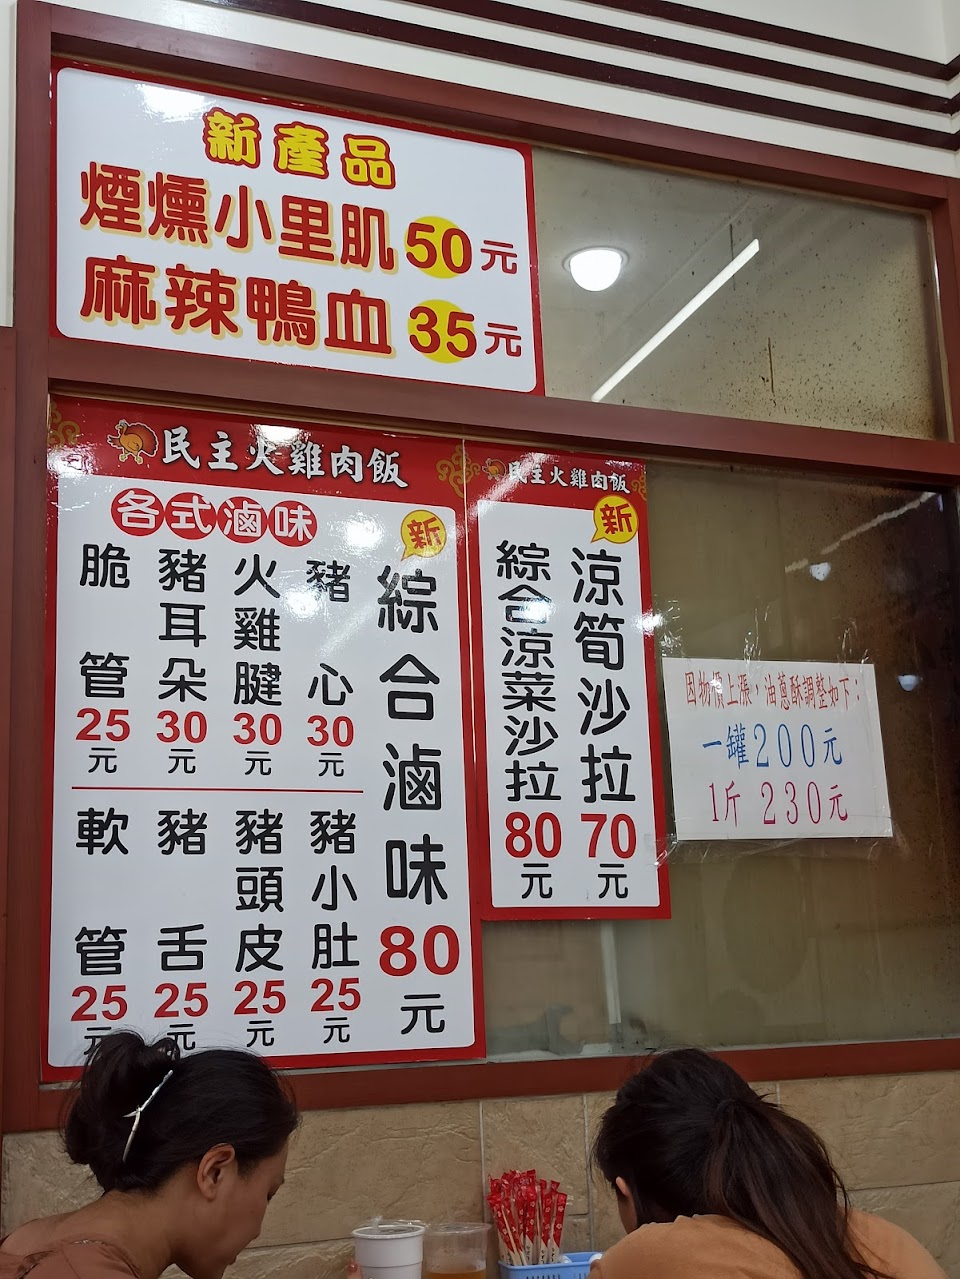 新產品
煙燻小里肌50元
麻辣鴨血35元
民主火雞肉飯
各式滷味
新
綜合滷味80元
豬心30元
火雞腱30元
豬耳朵30元
脆管25元
豬小肚25元
豬頭皮25元
豬舌25元
軟管25元
民主火雞肉飯
新
涼筍沙拉70元
綜合涼菜沙拉80元
因物價上漲，油蔥酥調整如下：
一罐200元
1斤 230元